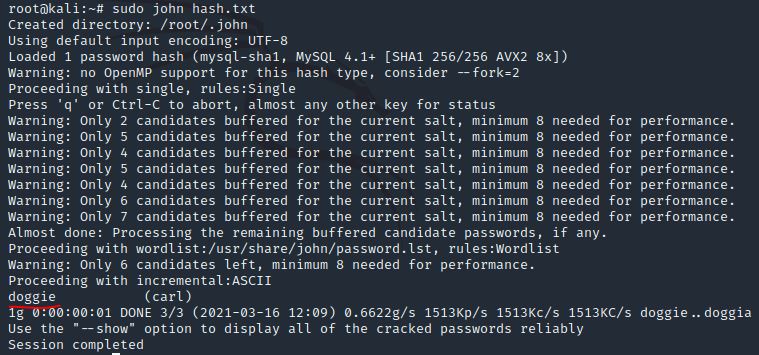 root@kali:~# sudo john hash.txt
Created directory: /root/.john
Using default input encoding: UTF-8
Loaded 1 password hash (mysql-sha1, MySQL 4.1+ [SHA1 256/256 AVX2 8x])
Warning: no OpenMP support for this hash type, consider --fork=2
Proceeding with single, rules:Single
Press 'q' or Ctrl-C to abort, almost any other key for status
Warning: Only 2 candidates buffered for the current salt, minimum 8 needed for performance.
Warning: Only 5 candidates buffered for the current salt, minimum 8 needed for performance.
Warning: Only 4 candidates buffered for the current salt, minimum 8 needed for performance.
Warning: Only 5 candidates buffered for the current salt, minimum 8 needed for performance.
Warning: Only 4 candidates buffered for the current salt, minimum 8 needed for performance.
Warning: Only 6 candidates buffered for the current salt, minimum 8 needed for performance.
Warning: Only 7 candidates buffered for the current salt, minimum 8 needed for performance.
Almost done: Processing the remaining buffered candidate passwords, if any.
Proceeding with wordlist:/usr/share/john/password.lst, rules:Wordlist
Warning: Only 6 candidates left, minimum 8 needed for performance.
Proceeding with incremental:ASCII
doggie           (carl)
1g 0:00:00:01 DONE 3/3 (2021-03-16 12:09) 0.6622g/s 1513Kp/s 1513Kc/s 1513KC/s doggie..doggia
Use the "--show" option to display all of the cracked passwords reliably
Session completed